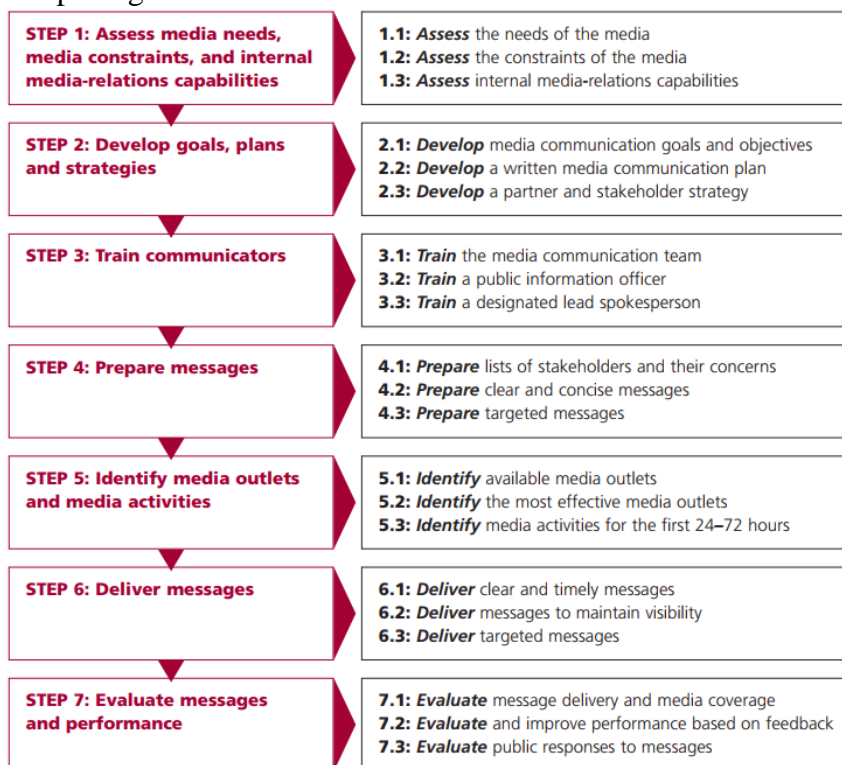 STEP 1: Assess media needs,
media constraints, and internal
media-relations capabilities
1.1: Assess the needs of the media
1.2: Assess the constraints of the media
1.3: Assess internal media-relations capabilities
STEP 2: Develop goals, plans
and strategies
2.1: Develop media communication goals and objectives
2.2: Develop a written media communication plan
2.3: Develop a partner and stakeholder strategy
STEP 3: Train communicators
3.1: Train the media communication team
3.2: Train a public information officer
3.3: Train a designated lead spokesperson
STEP 4: Prepare messages
4.1: Prepare lists of stakeholders and their concerns
4.2: Prepare clear and concise messages
4.3: Prepare targeted messages
STEP 5: Identify media outlets
and media activities
5.1: Identify available media outlets
5.2: Identify the most effective media outlets
5.3: Identify media activities for the first 24–72 hours
STEP 6: Deliver messages
6.1: Deliver clear and timely messages
6.2: Deliver messages to maintain visibility
6.3: Deliver targeted messages
STEP 7: Evaluate messages
and performance
7.1: Evaluate message delivery and media coverage
7.2: Evaluate and improve performance based on feedback
7.3: Evaluate public responses to messages